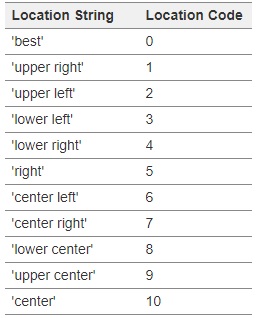 Location String Location Code
'best' 0
'upper right' 1
'upper left' 2
'lower left' 3
'lower right' 4
'right' 5
'center left' 6
'center right' 7
'lower center' 8
'upper center' 9
'center' 10